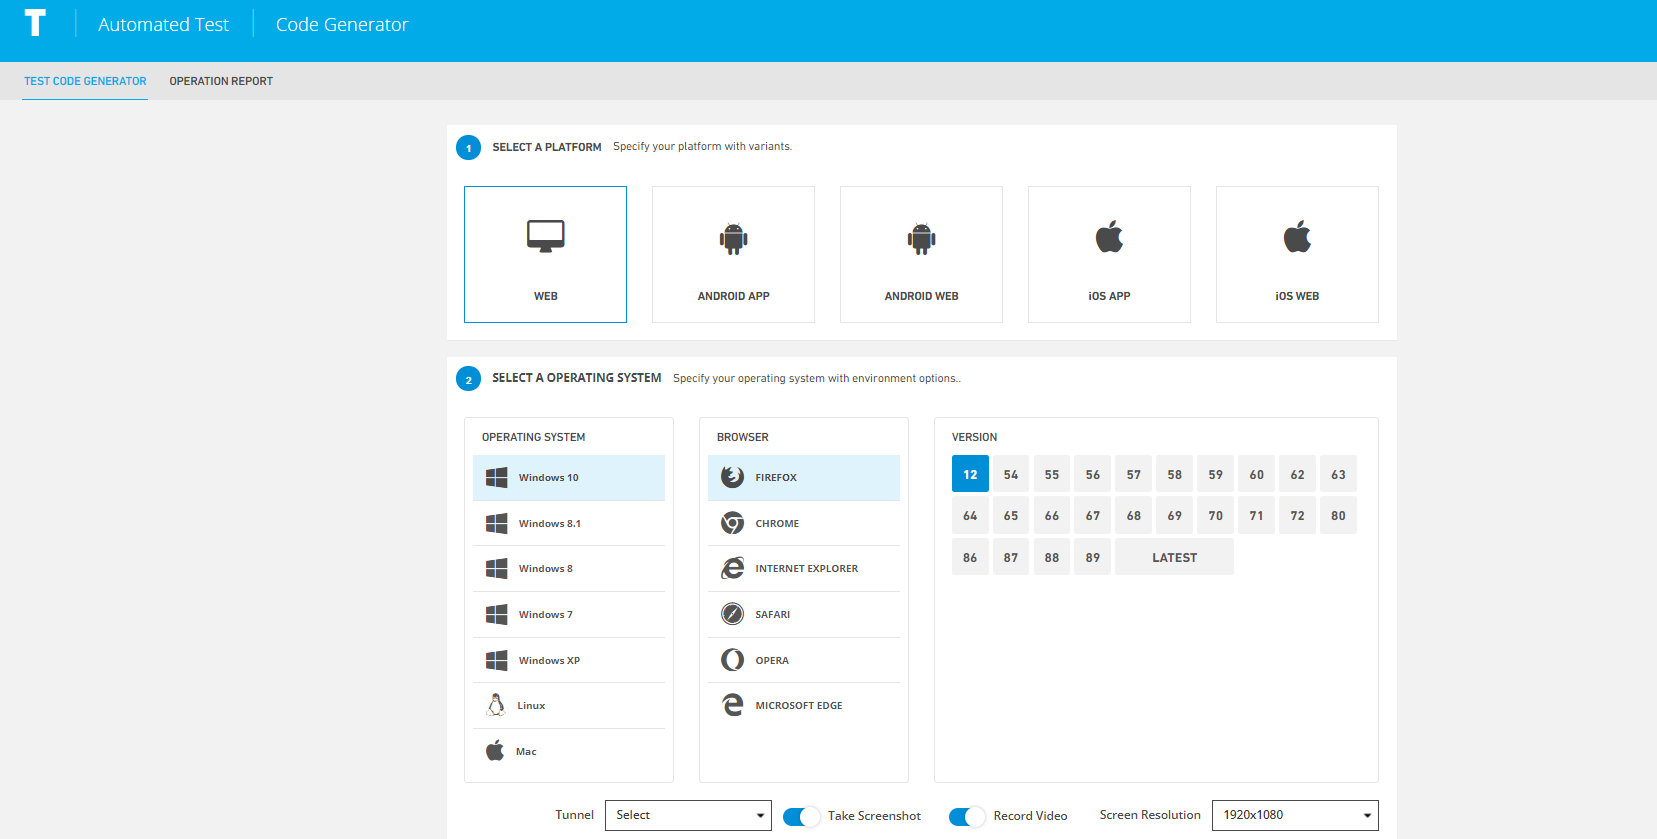 T Automated Test Code Generator
TEST CODE GENERATOR OPERATION REPORT
1 SELECT A PLATFORM Specify your platform with variants.
WEB ANDROID APP ANDROID WEB iOS APP iOS WEB
2 SELECT A OPERATING SYSTEM Specify your operating system with environment options..
OPERATING SYSTEM
Windows 10
Windows 8.1
Windows 8
Windows 7
Windows XP
Linux
Mac
BROWSER
FIREFOX
CHROME
INTERNET EXPLORER
SAFARI
OPERA
MICROSOFT EDGE
VERSION
12 54 55 56 57 58 59 60 62 63
64 65 66 67 68 69 70 71 72 80
86 87 88 89 LATEST
Tunnel Select Take Screenshot Record Video Screen Resolution 1920x1080